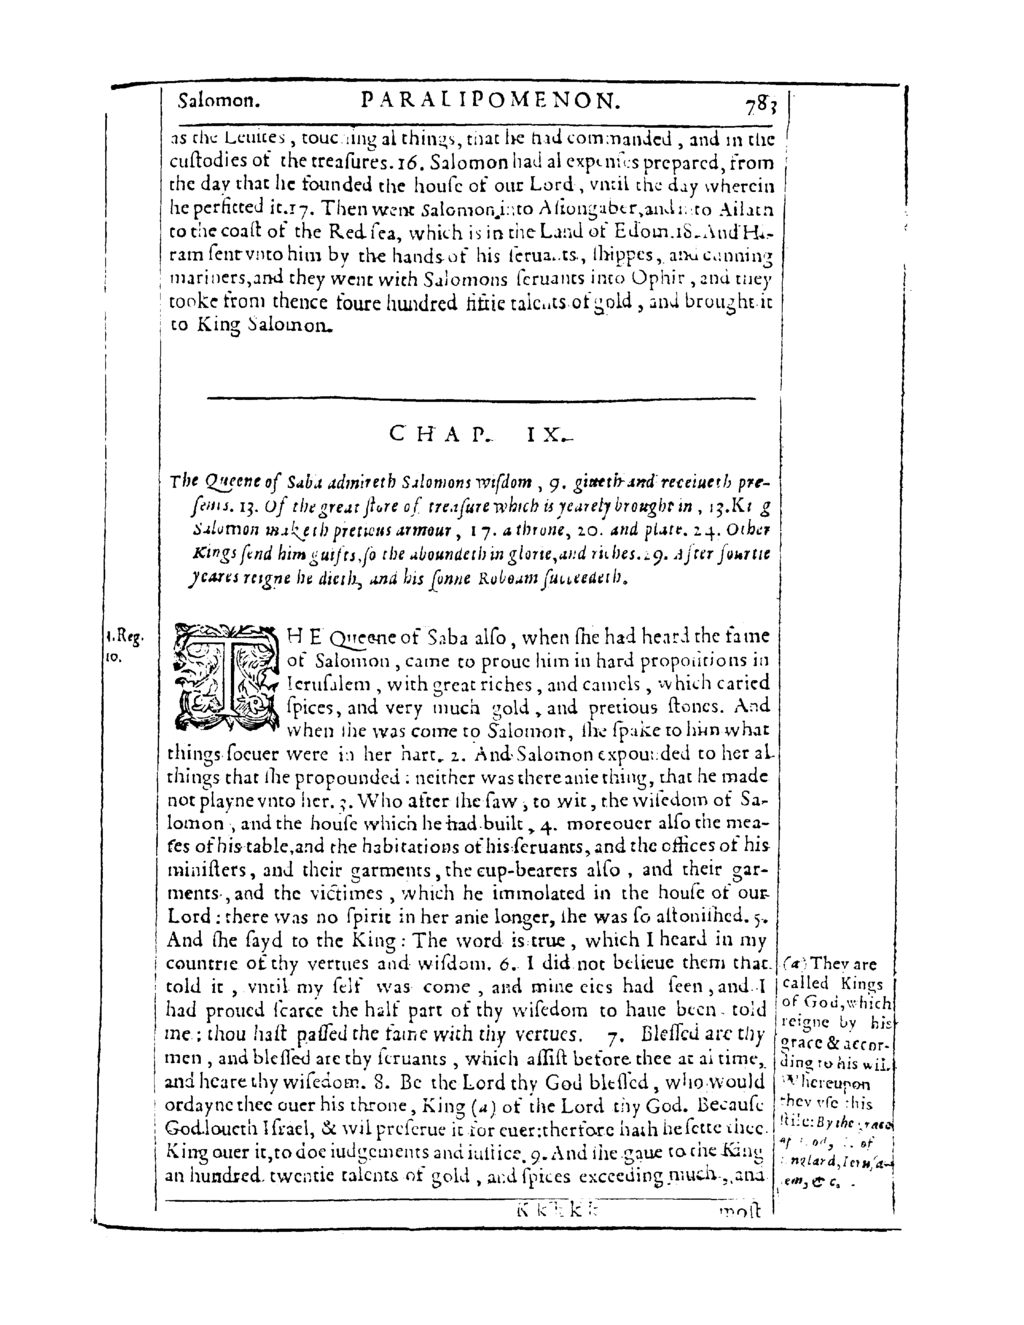 Salomon. PARALIPOMENON. 783
as the Leuites, touching al things, that he had commanded, and in the
cuſtodies of the treaſures. 16. Salomon had al expenſes prepared, from
the day that he founded the houſe of our Lord, vntil the day wherein
he perfitted it. 17. Then went Salomon into Aſiongaber, and into Ailath
to the coaſt of the Red ſea, which is in the Land of Edom. 18. And Hi-
ram ſent vnto him by the hands of his ſeruants, ſhippes, and cunning
mariners, and they went with Salomons ſeruants into Ophir, and they
tooke from thence foure hundred fiftie talents of gold, and brought it
to King Salomon.
CHAP. IX.
The Queene of Saba admireth Salomons wiſdom, 9. giueth and receiueth pre-
ſents. 13. Of the great ſtore of treaſure which is yearely brought in, 15. King
Salomon maketh pretious armour, 17. a throne, 20. and plate. 24. Other
Kings ſend him guifts, ſo the aboundeth in glorie, and riches. 29. After fourtie
yeares reigne he dieth, and his ſonne Roboam ſucceedeth.
1. Reg.
10.
THE Queene of Saba alſo, when ſhe had heard the fame
of Salomon, came to proue him in hard propoſitions in
Ieruſalem, with great riches, and camels, which caried
ſpices, and very much gold, and pretious ſtones. And
when ſhe was come to Salomon, ſhe ſpake to him what
things ſoeuer were in her hart. 2. And Salomon expounded to her al
things that ſhe propounded: neither was there anie thing, that he made
not playne vnto her. 3. Who after ſhe ſaw, to wit, the wiſedom of Sa-
lomon, and the houſe which he had built, 4. moreouer alſo the mea-
tes of his table, and the habitations of his ſeruants, and the offices of his
miniſters, and their garments, the cup-bearers alſo, and their gar-
ments, and the victimes, which he immolated in the houſe of our
Lord: there was no ſpirit in her anie longer, ſhe was ſo aſtoniſhed. 5.
And ſhe ſayd to the King: The word is true, which I heard in my
countrie of thy vertues and wiſdom. 6. I did not belieue them that
told it, vntil my ſelf was come, and mine eies had ſeen, and I
had proued ſcarce the half part of thy wiſedom to haue been told
me: thou haſt paſſed the fame with thy vertues. 7. Bleſſed are thy
men, and bleſſed are thy ſeruants, which aſſiſt before thee at al time,
and heare thy wiſedom. 8. Be the Lord thy God bleſſed, who would
ordayne thee ouer his throne, King (a) of the Lord thy God. Becauſe
God loueth Iſrael, & wil preſerue it for euer: therfore hath he ſette thee
King ouer it, to doe iudgements and iuſtice. 9. And ſhe gaue to the King
an hundred twentie talents of gold, and ſpices exceeding much, and
(a) They are
called Kings
of God, which
reigne by his
grace & accor-
ding to his wil.
Whereupon
they vſe this
ſtile: By the grace
of God, K. of
England, Ieruſa-
lem, &c.
Kkkkk moſt